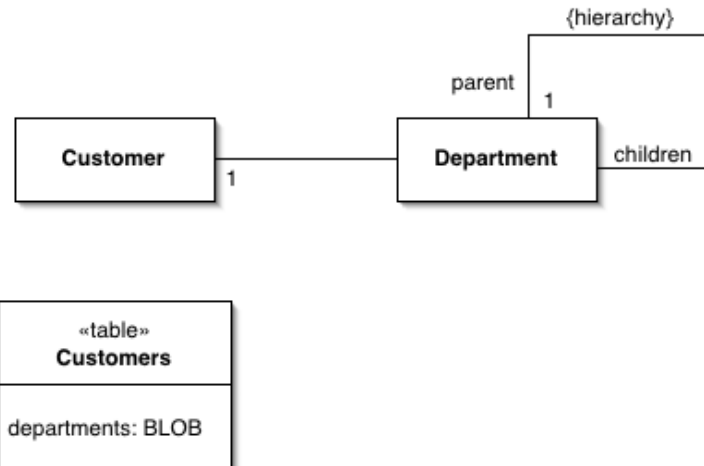 {hierarchy}
parent
1
Customer
1
Department
children
«table»
Customers
departments: BLOB